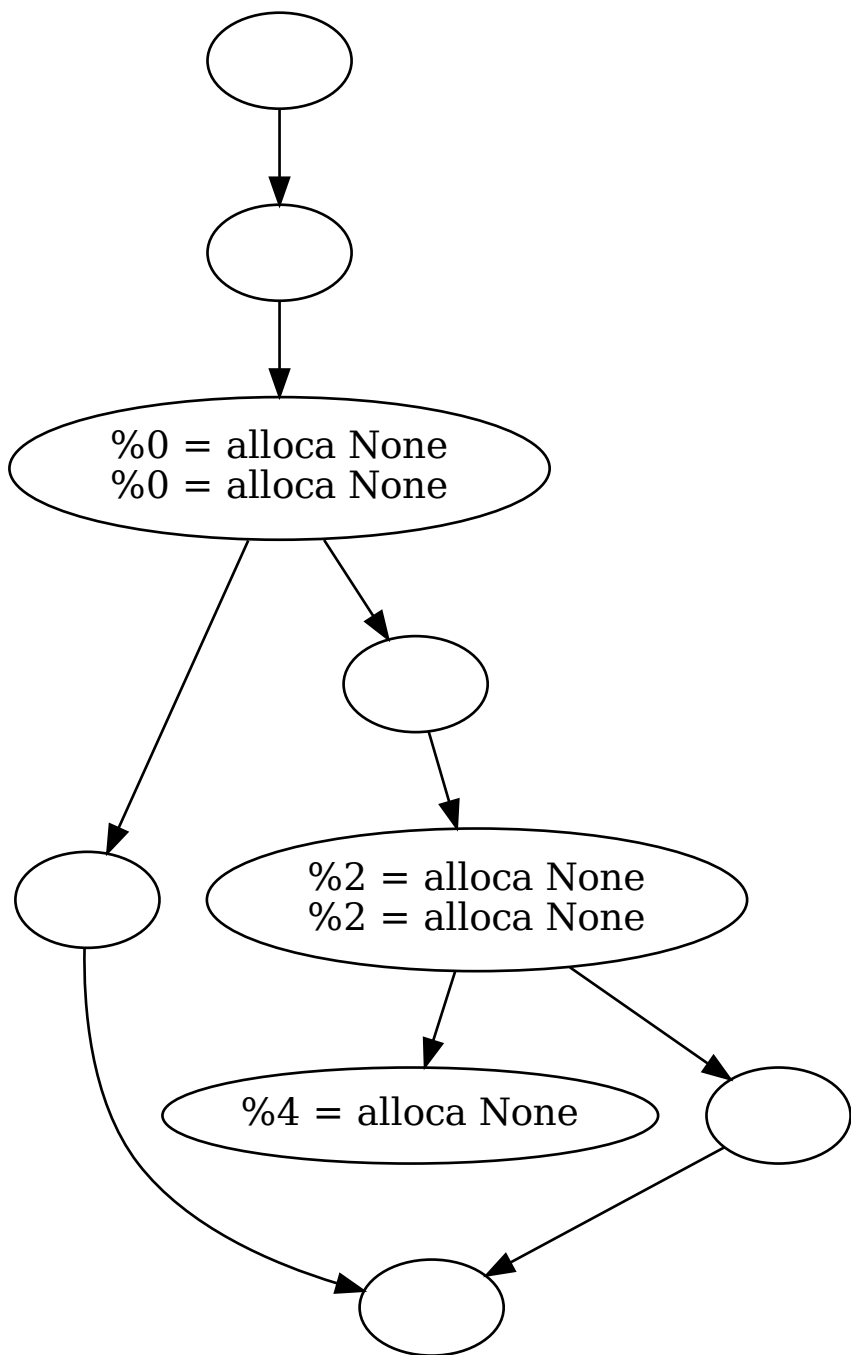 %0 = alloca None
%0 = alloca None
%2 = alloca None
%2 = alloca None
%4 = alloca None